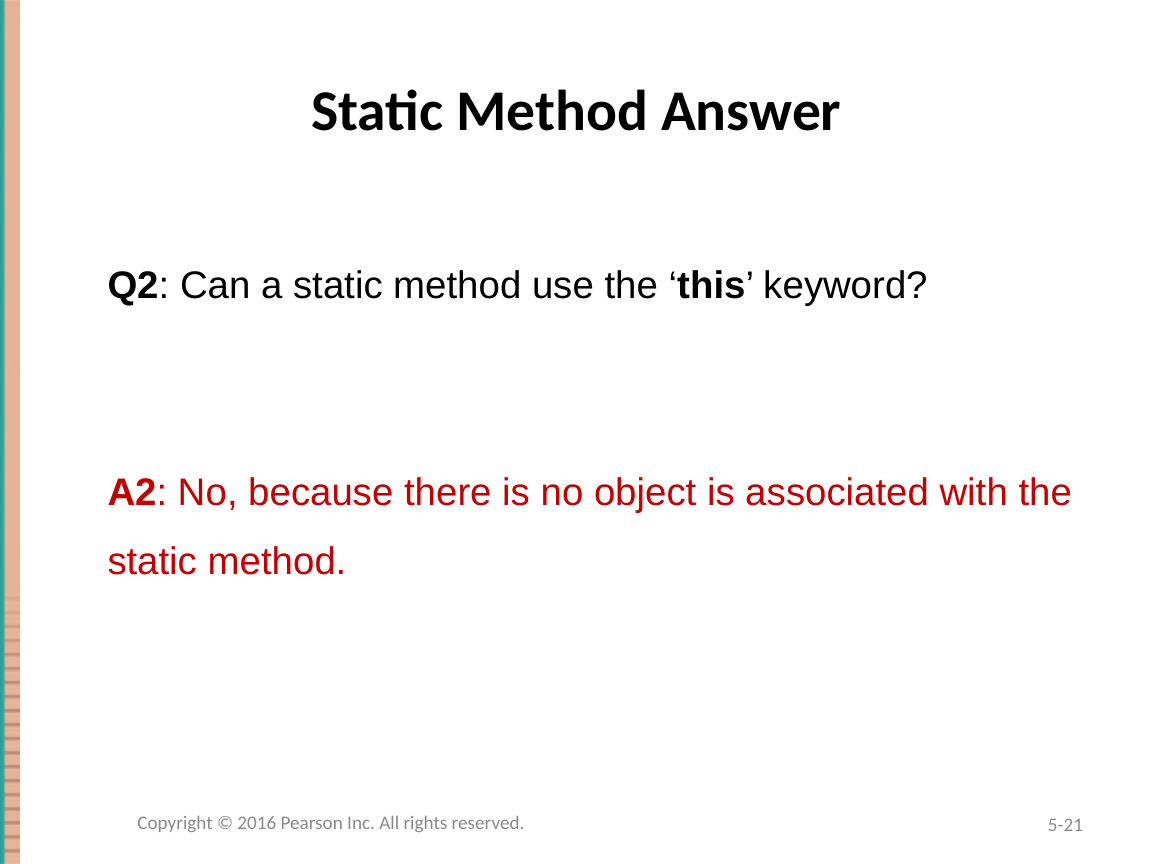 Static Method Answer
Q2: Can a static method use the ‘this’ keyword?
A2: No, because there is no object is associated with the
static method.
Copyright © 2016 Pearson Inc. All rights reserved.
5-21